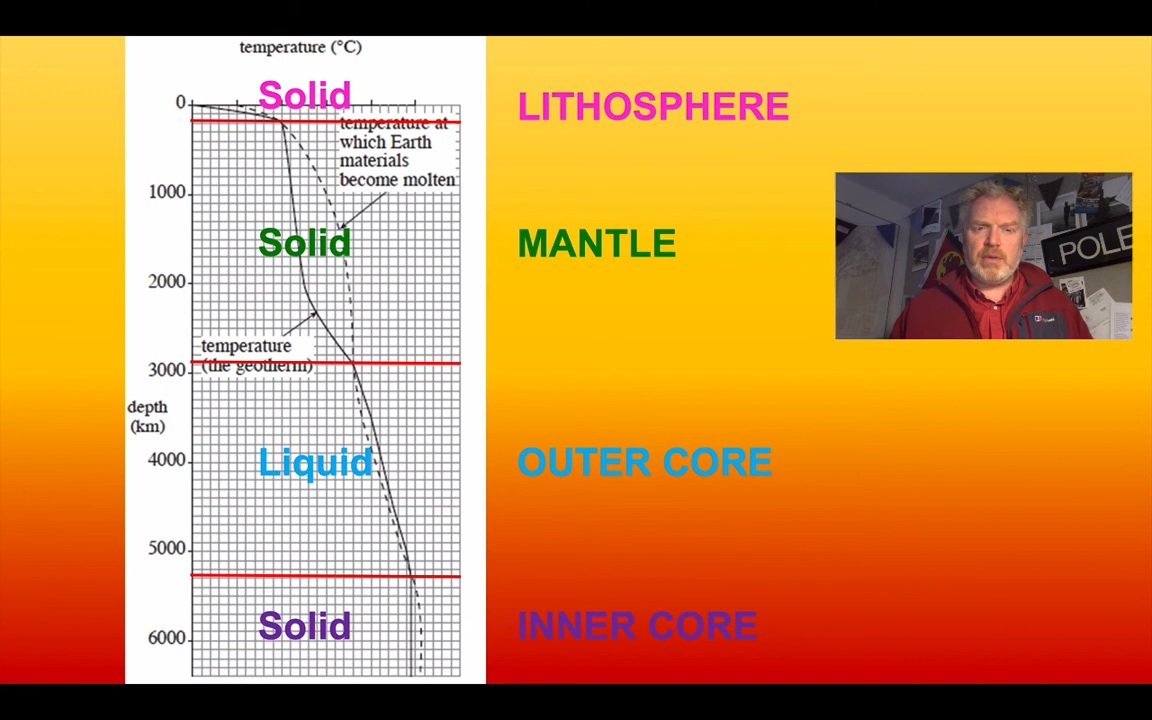 temperature (°C)
Solid
LITHOSPHERE
0
temperature at
which Earth
materials
become molten
1000
Solid
MANTLE
2000
POLE
temperature
(the geotherm)
3000
depth
(km)
4000
Liquid
OUTER CORE
5000
Solid
INNER CORE
6000